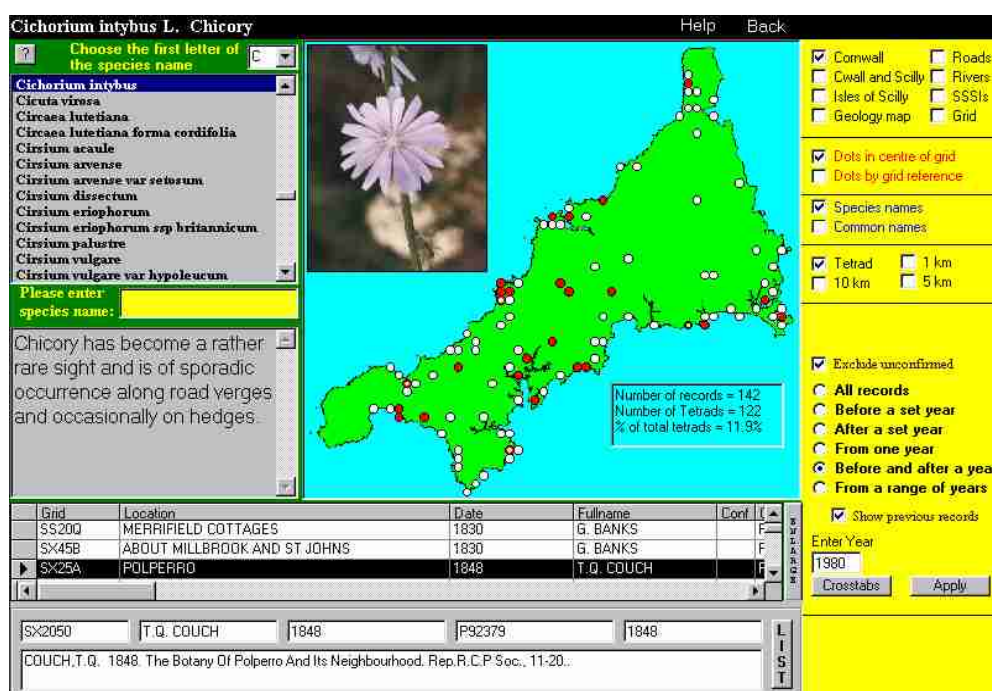 Cichorium intybus L. Chicory
Help Back
?
Choose the first letter of
the species name
C
Cichorium intybus
Cicuta virosa
Circaea lutetiana
Circaea lutetiana forma cordifolia
Cirsium acaule
Cirsium arvense
Cirsium arvense var setosum
Cirsium dissectum
Cirsium eriophorum
Cirsium eriophorum ssp britannicum
Cirsium palustre
Cirsium vulgare
Cirsium vulgare var hypoleucum
Please enter
species name:
Chicory has become a rather
rare sight and is of sporadic
occurrence along road verges
and occasionally on hedges.
Number of records = 142
Number of Tetrads = 122
% of total tetrads = 11.9%
Cornwall Roads
Cwall and Scilly Rivers
Isles of Scilly SSSIs
Geology map Grid
Dots in centre of grid
Dots by grid reference
Species names
Common names
Tetrad 1 km
10 km 5 km
Exclude unconfirmed
All records
Before a set year
After a set year
From one year
Before and after a yea
From a range of years
Show previous records
Enter Year
1980
Crosstabs Apply
Grid Location Date Fullname Conf
SS20Q MERRIFIELD COTTAGES 1830 G. BANKS F
SX45B ABOUT MILLBROOK AND ST JOHNS 1830 G. BANKS F
SX25A POLPERRO 1848 T.Q. COUCH F
ENLARGE
SX2050 T.Q. COUCH 1848 P92379 1848
COUCH,T.Q. 1848. The Botany Of Polperro And Its Neighbourhood. Rep.R.C.P Soc., 11-20..
LIST